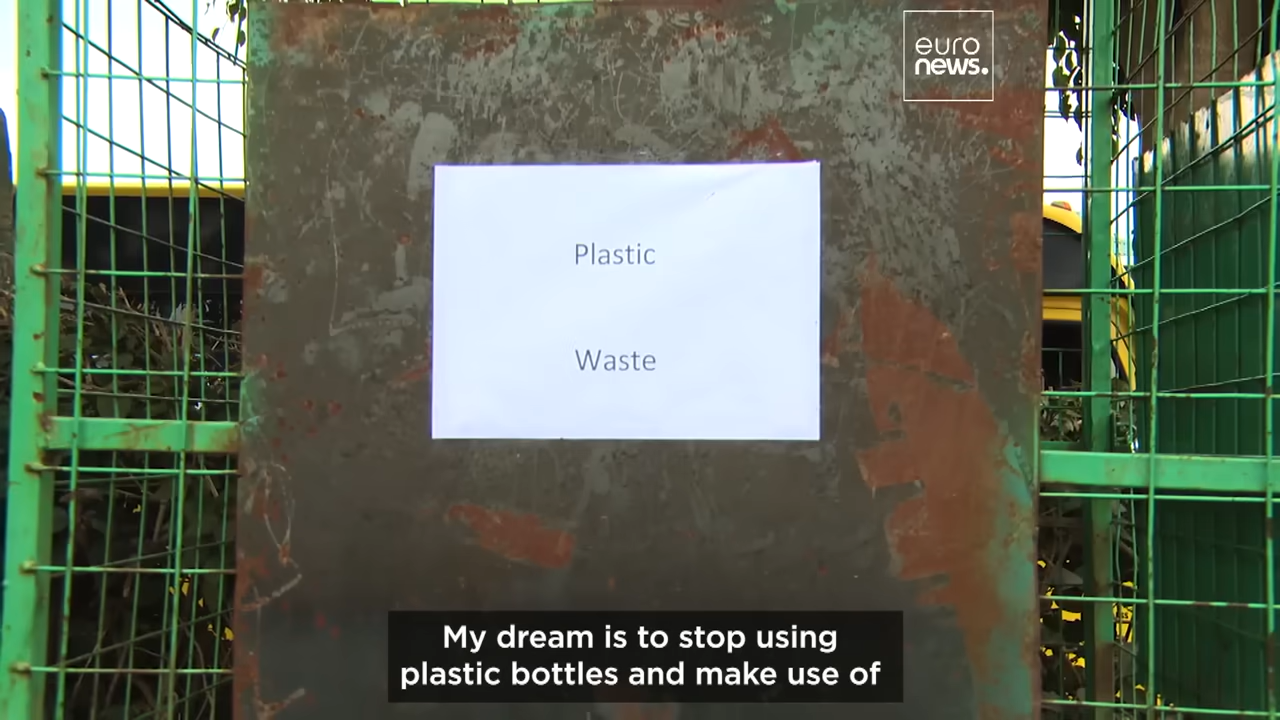 euro
news.
Plastic
Waste
My dream is to stop using
plastic bottles and make use of